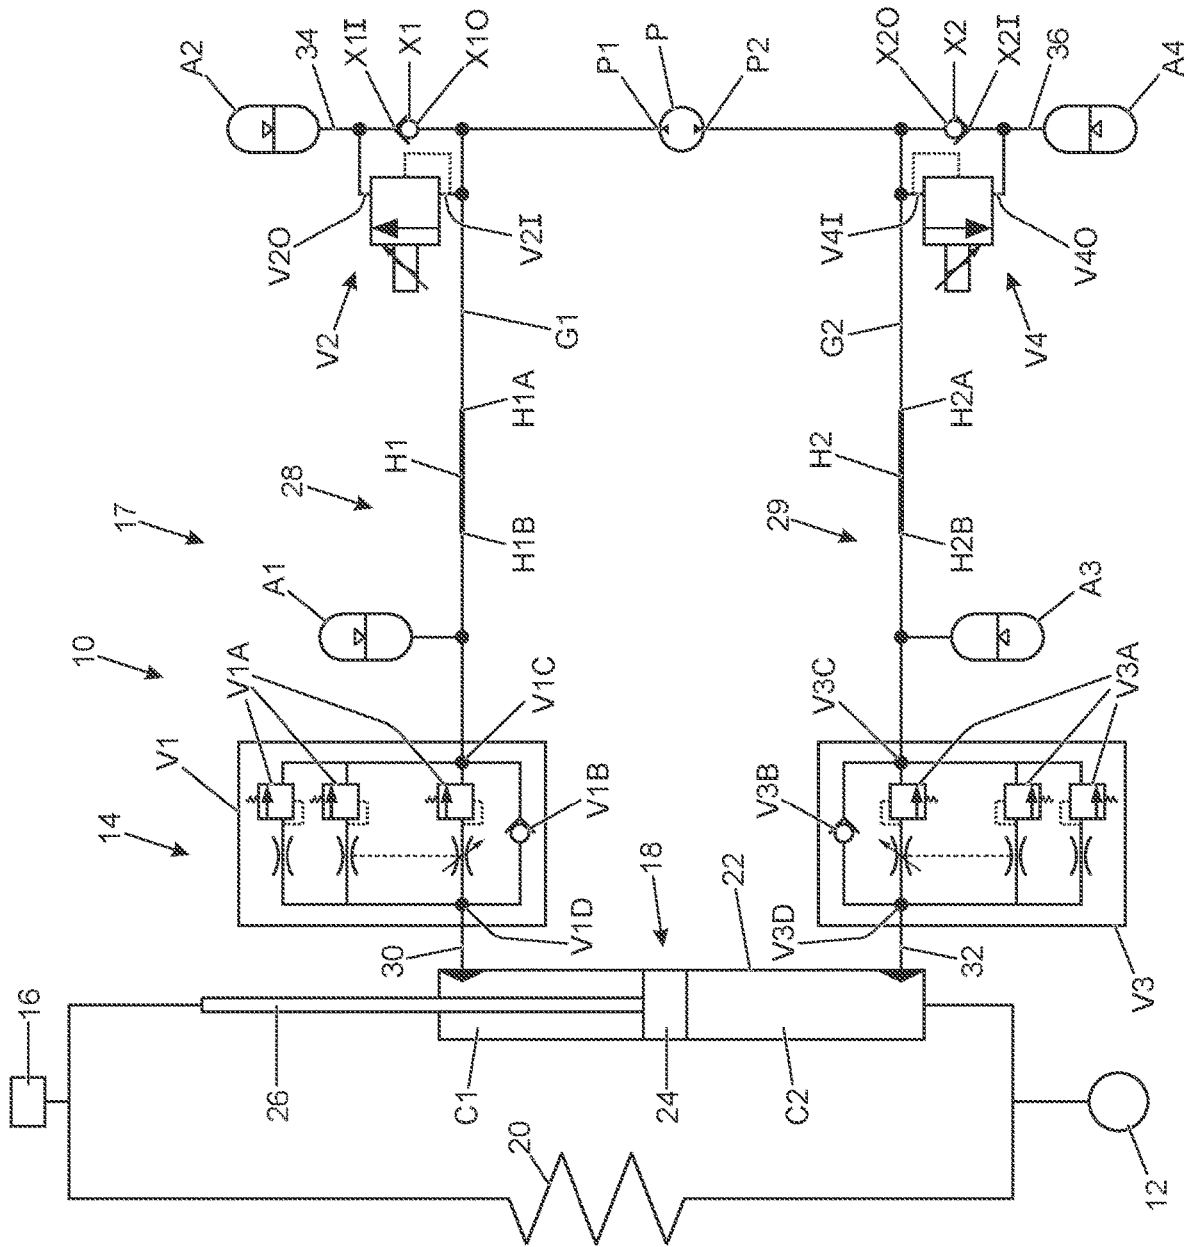 A2
34
X1I
X1
X1O
P1
P
P2
X2O
X2
X2I
36
A4
V2O
V2I
V4I
V4O
V2
G1
G2
V4
H1A
H2A
H1
H2
28
17
H1B
29
H2B
A1
A3
10
V1A
V1C
V3C
V3A
V1
V1B
V3B
14
18
22
30
V1D
V3D
32
V3
16
26
C1
24
C2
20
12